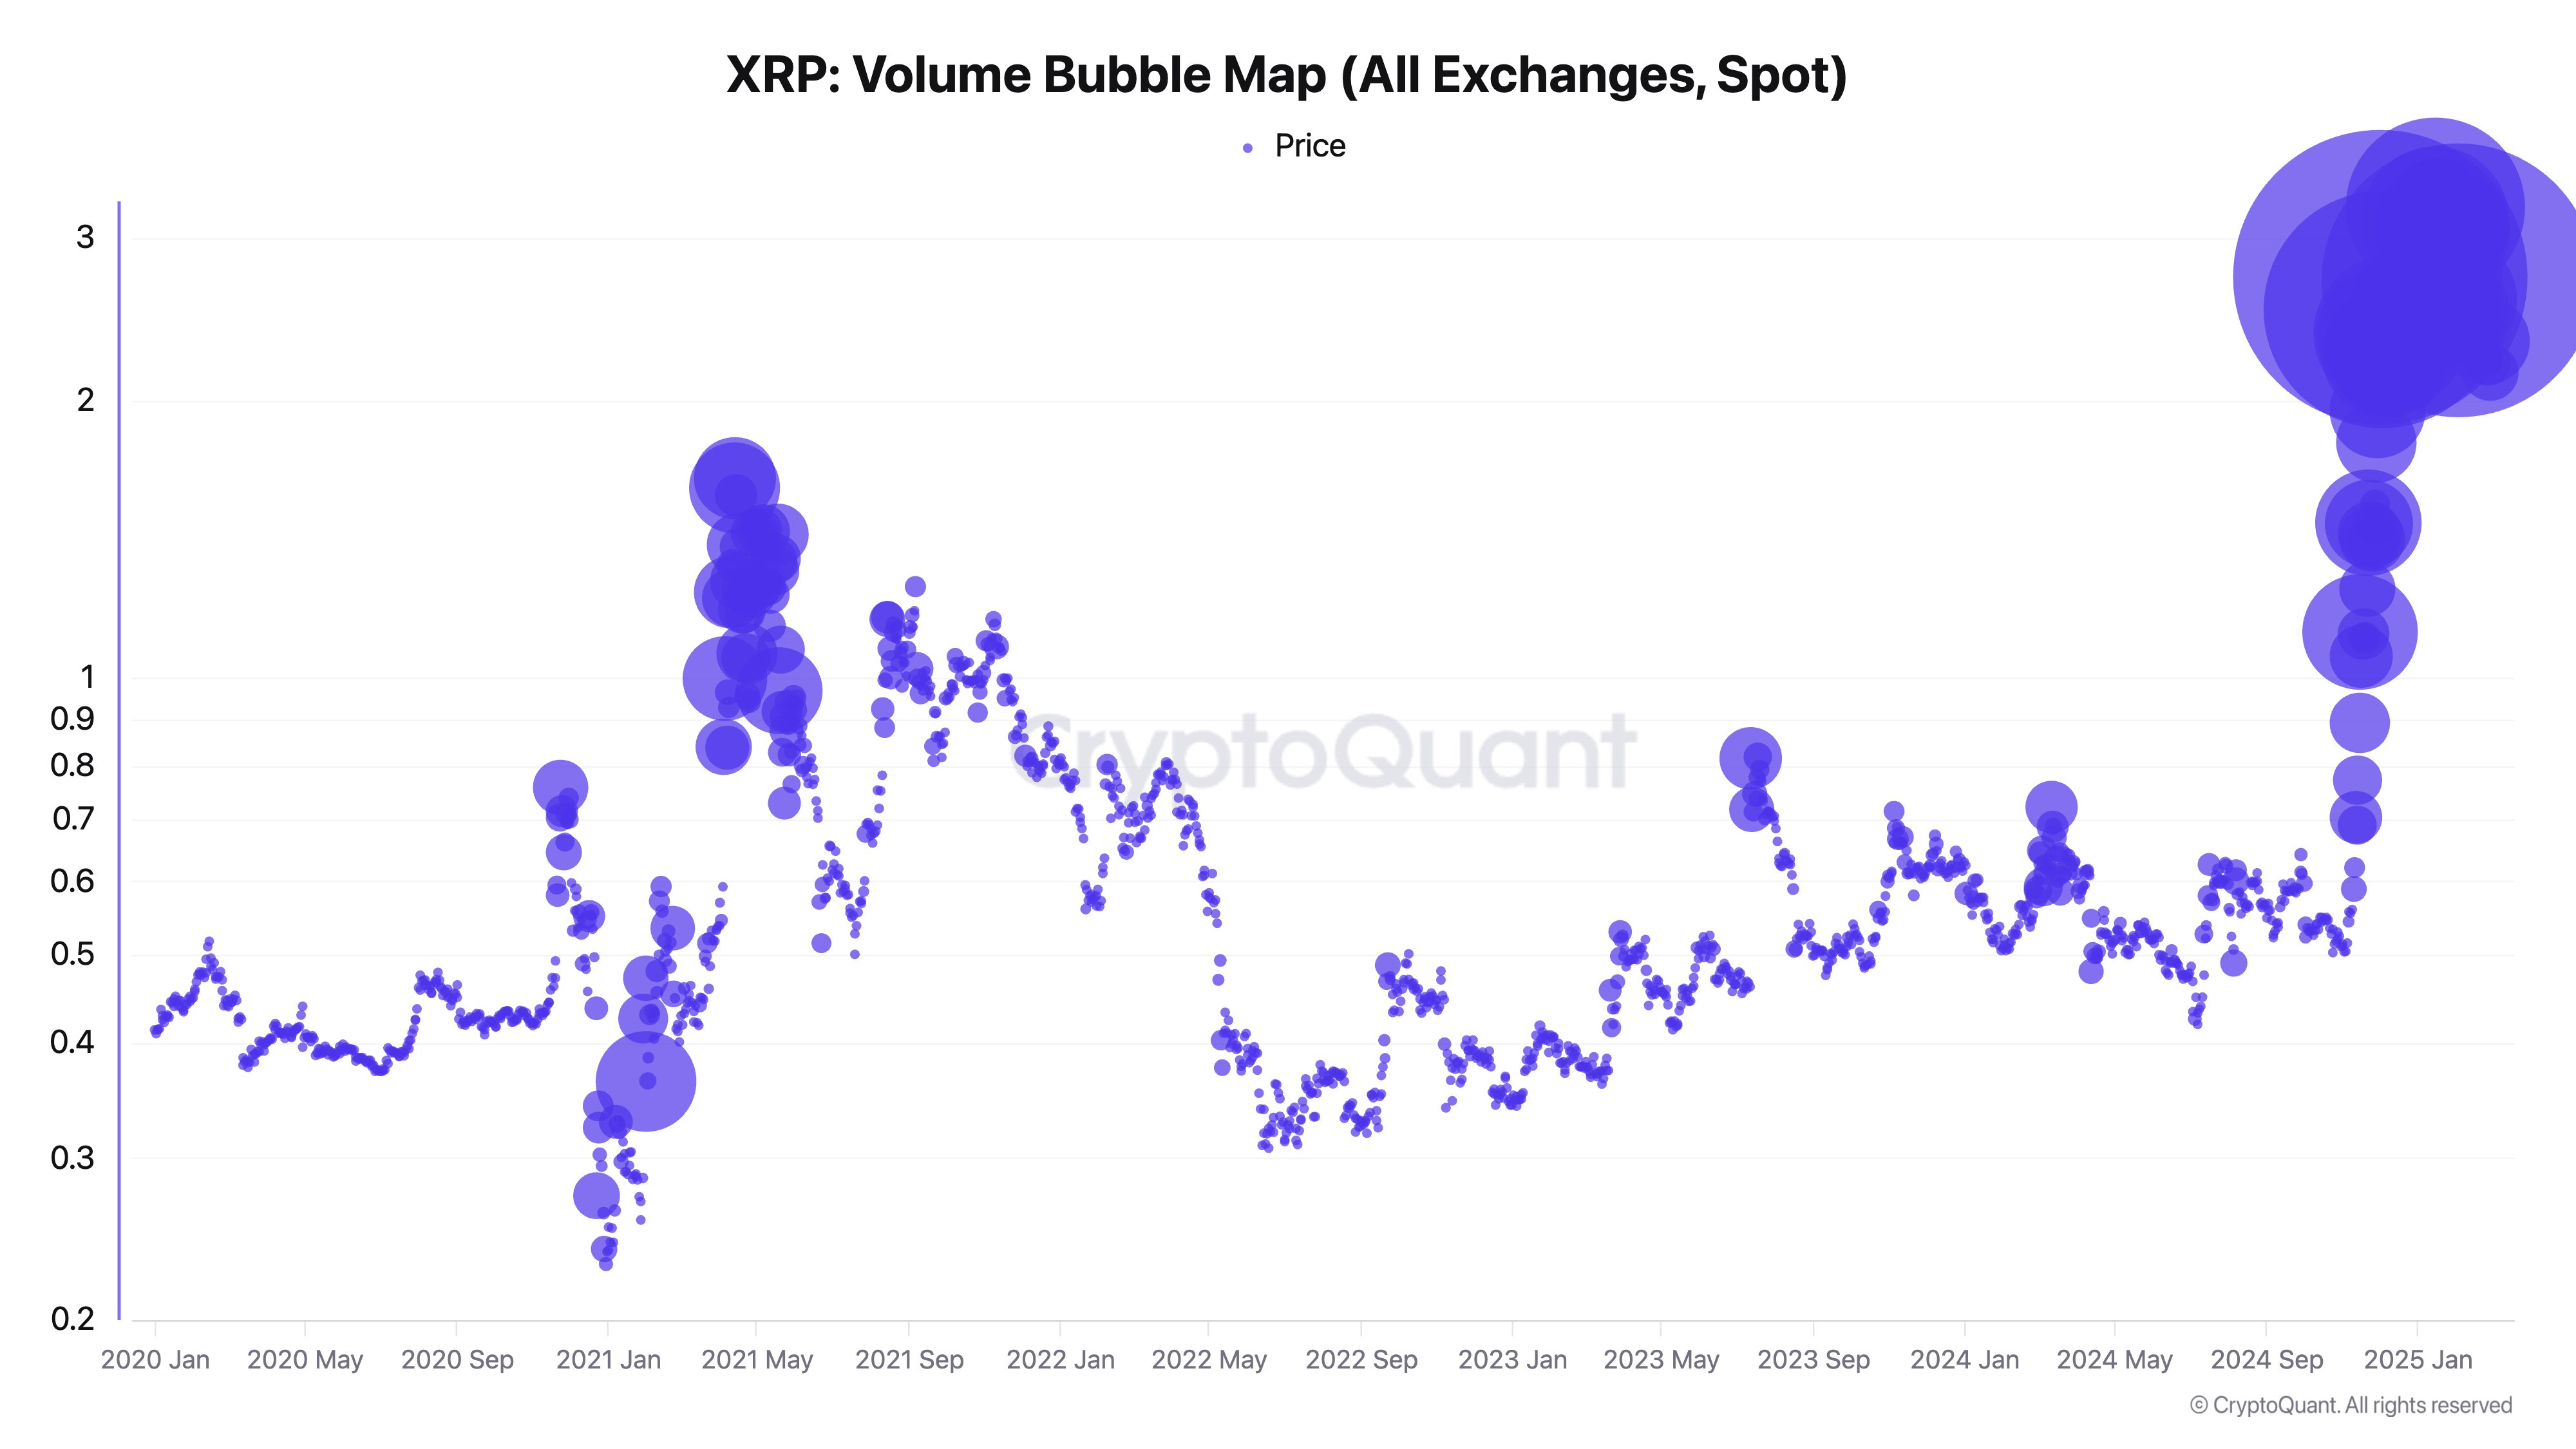 XRP: Volume Bubble Map (All Exchanges, Spot)
Price
3
2
1
0.9
0.8
0.7
0.6
0.5
0.4
0.3
0.2
CryptoQuant
2020 Jan 2020 May 2020 Sep 2021 Jan 2021 May 2021 Sep 2022 Jan 2022 May 2022 Sep 2023 Jan 2023 May 2023 Sep 2024 Jan 2024 May 2024 Sep 2025 Jan
© CryptoQuant. All rights reserved